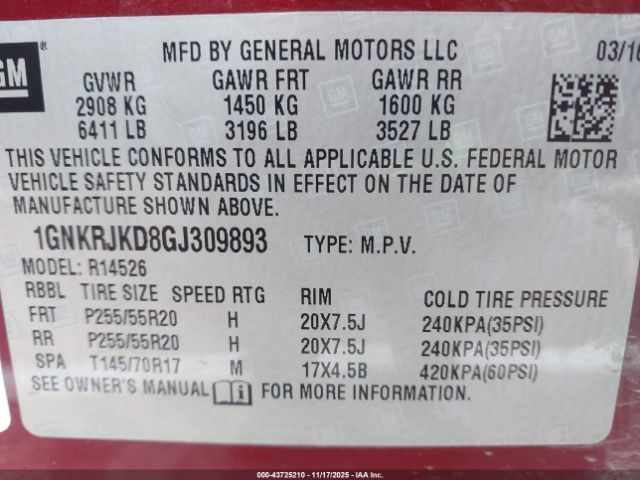 GM
MFD BY GENERAL MOTORS LLC 03/16
GVWR GAWR FRT GAWR RR
2908 KG 1450 KG 1600 KG
6411 LB 3196 LB 3527 LB
THIS VEHICLE CONFORMS TO ALL APPLICABLE U.S. FEDERAL MOTOR
VEHICLE SAFETY STANDARDS IN EFFECT ON THE DATE OF
MANUFACTURE SHOWN ABOVE.
1GNKRJKD8GJ309893 TYPE: M.P.V.
MODEL: R14526
RBBL TIRE SIZE SPEED RTG RIM COLD TIRE PRESSURE
FRT P255/55R20 H 20X7.5J 240KPA(35PSI)
RR P255/55R20 H 20X7.5J 240KPA(35PSI)
SPA T145/70R17 M 17X4.5B 420KPA(60PSI)
SEE OWNER'S MANUAL FOR MORE INFORMATION.
000-43725210 - 11/17/2025 - IAA, INC.